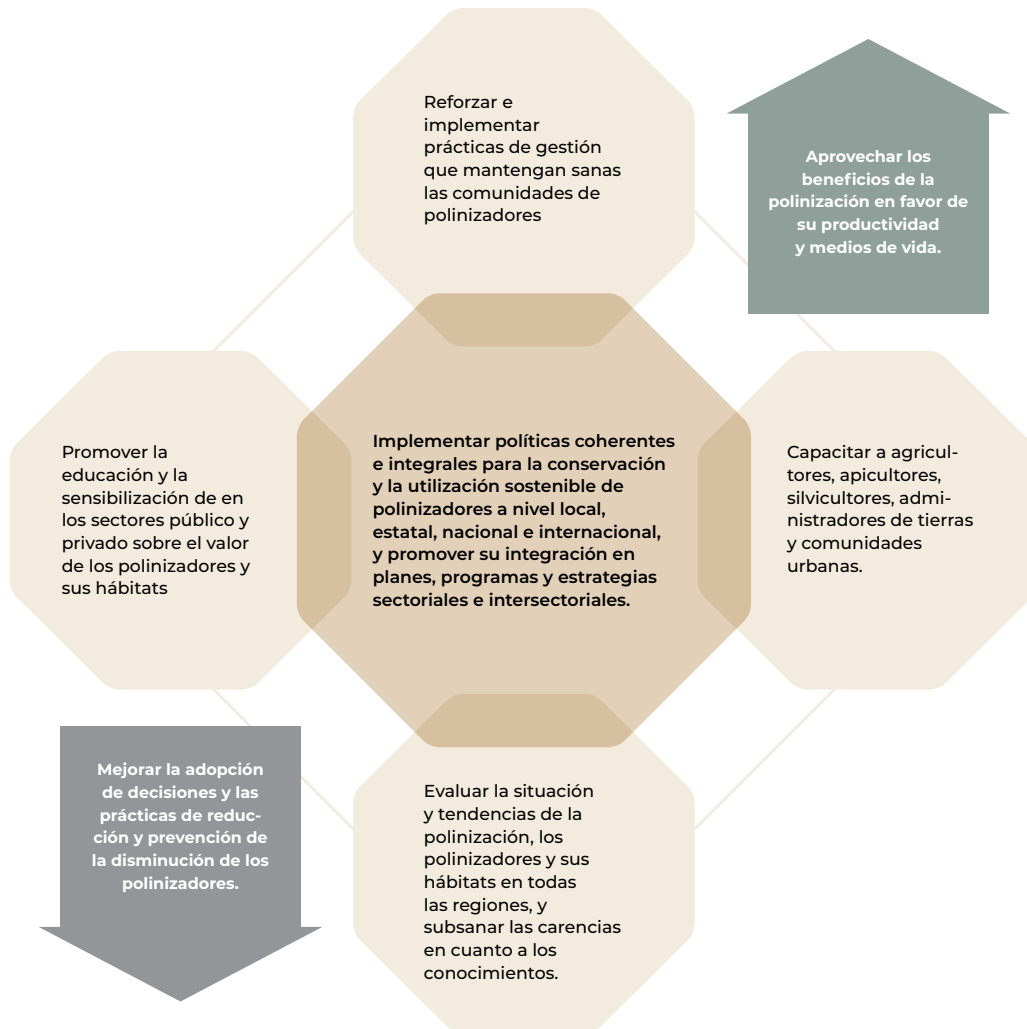 Reforzar e
implementar
prácticas de gestión
que mantengan sanas
las comunidades de
polinizadores
Aprovechar los
beneficios de la
polinización en favor de
su productividad
y medios de vida.
Promover la
educación y la
sensibilización de en
los sectores público y
privado sobre el valor
de los polinizadores y
sus hábitats
Implementar políticas coherentes
e integrales para la conservación
y la utilización sostenible de
polinizadores a nivel local,
estatal, nacional e internacional,
y promover su integración en
planes, programas y estrategias
sectoriales e intersectoriales.
Capacitar a agricul-
tores, apicultores,
silvicultores, admi-
nistradores de tierras
y comunidades
urbanas.
Mejorar la adopción
de decisiones y las
prácticas de reduc-
ción y prevención de
la disminución de los
polinizadores.
Evaluar la situación
y tendencias de la
polinización, los
polinizadores y sus
hábitats en todas
las regiones, y
subsanar las carencias
en cuanto a los
conocimientos.